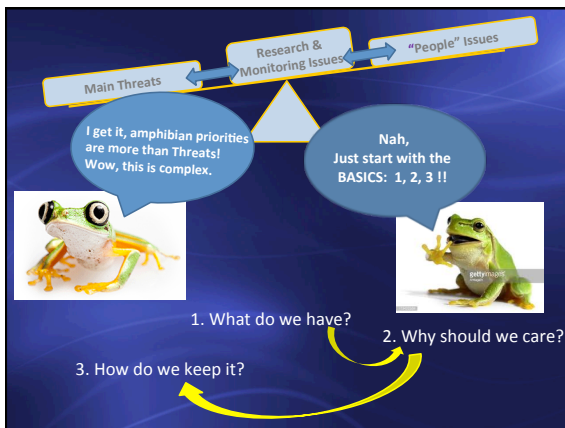 Main Threats
Research &
Monitoring Issues
"People" Issues
I get it, amphibian priorities
are more than Threats!
Wow, this is complex.
Nah,
Just start with the
BASICS: 1, 2, 3 !!
gettyimages
1. What do we have?
2. Why should we care?
3. How do we keep it?